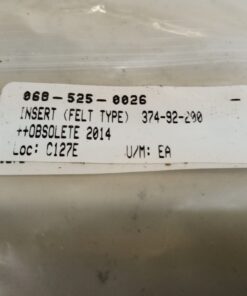 068-525-0026
INSERT (FELT TYPE) 374-92-200
++OBSOLETE 2014
Loc: C127E U/M: EA